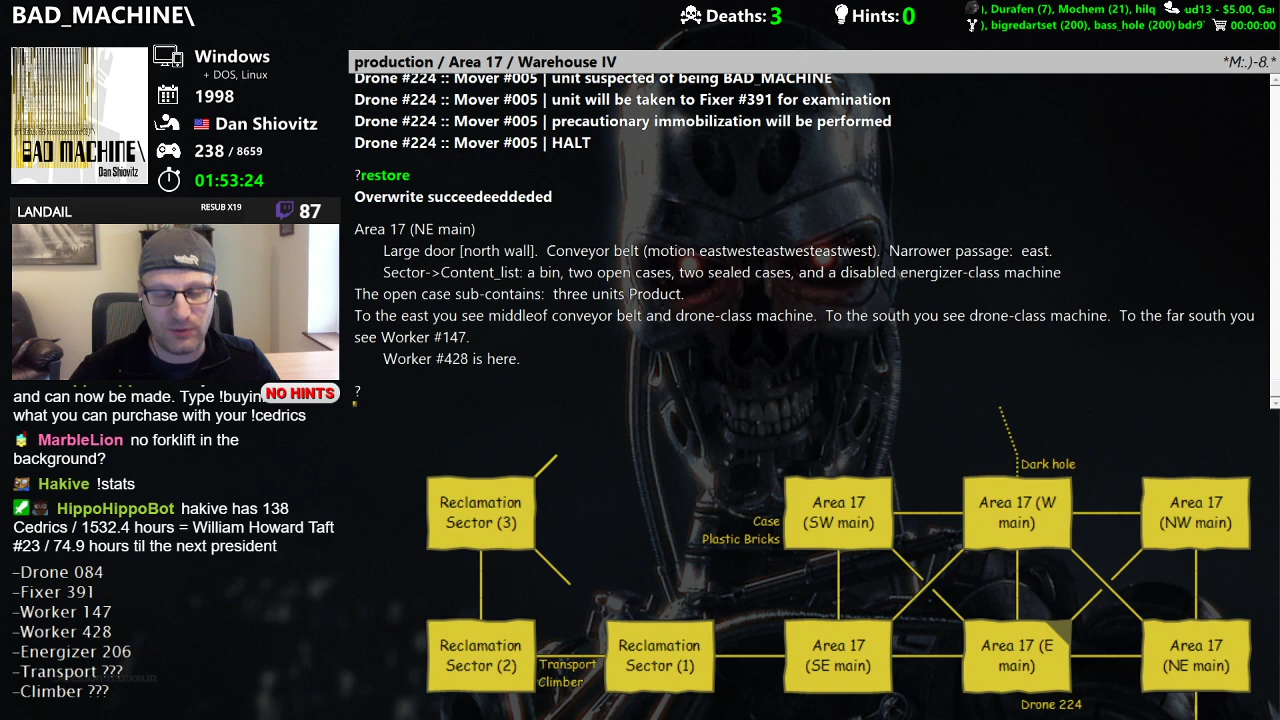 BAD_MACHINE\
Deaths: 3
Hints: 0
), Durafen (7), Mochem (21), hilq
ud13 - $5.00, Ga
), bigredartset (200), bass_hole (200) bdr9
00:00:00
Windows
+ DOS, Linux
1998
Dan Shiovitz
238 / 8659
01:53:24
BAD MACHINE\
Dan Shiovitz
LANDAIL
RESUB X19
87
NO HINTS
and can now be made. Type !buyin
what you can purchase with your !cedrics
MarbleLion no forklift in the
background?
Hakive !stats
HippoHippoBot hakive has 138
Cedrics / 1532.4 hours = William Howard Taft
#23 / 74.9 hours til the next president
-Drone 084
-Fixer 391
-Worker 147
-Worker 428
-Energizer 206
-Transport ???
-Climber ???
production / Area 17 / Warehouse IV
*M:.)-8.*
Drone #224 :: Mover #005 | unit suspected of being BAD_MACHINE
Drone #224 :: Mover #005 | unit will be taken to Fixer #391 for examination
Drone #224 :: Mover #005 | precautionary immobilization will be performed
Drone #224 :: Mover #005 | HALT
?restore
Overwrite succeedeeddeded
Area 17 (NE main)
Large door [north wall]. Conveyor belt (motion eastwesteastwesteastwest). Narrower passage: east.
Sector->Content_list: a bin, two open cases, two sealed cases, and a disabled energizer-class machine
The open case sub-contains: three units Product.
To the east you see middleof conveyor belt and drone-class machine. To the south you see drone-class machine. To the far south you
see Worker #147.
Worker #428 is here.
?
Dark hole
Reclamation
Sector (3)
Case
Plastic Bricks
Area 17
(SW main)
Area 17 (W
main)
Area 17
(NW main)
Reclamation
Sector (2)
Transport
Climber
Reclamation
Sector (1)
Area 17
(SE main)
Area 17 (E
main)
Area 17
(NE main)
Drone 224